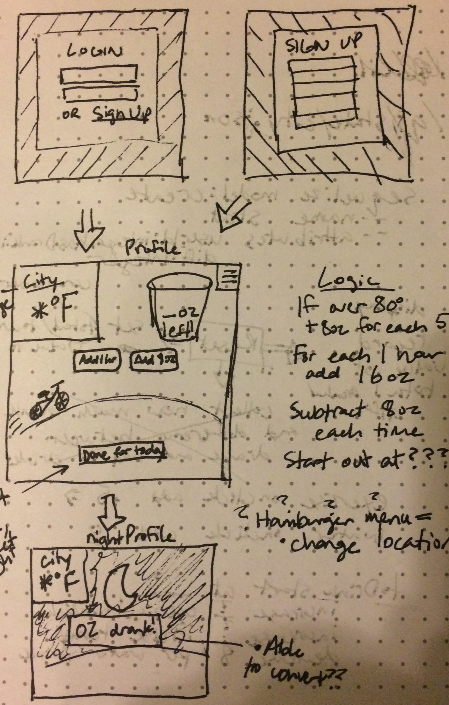 LOGIN
OR Sign Up
SIGN UP
Profile
City
*°F
_oz
left
Add 1hr
Add 8oz
Done for today
Logic
If over 80°
+8oz for each 5
For each 1 hour
add 16oz
Subtract 8oz
each time
Start out at???
? ? ? ?
Hamburger menu =
• change location
night Profile
City
*°F
OZ drank
• Able
to convert??